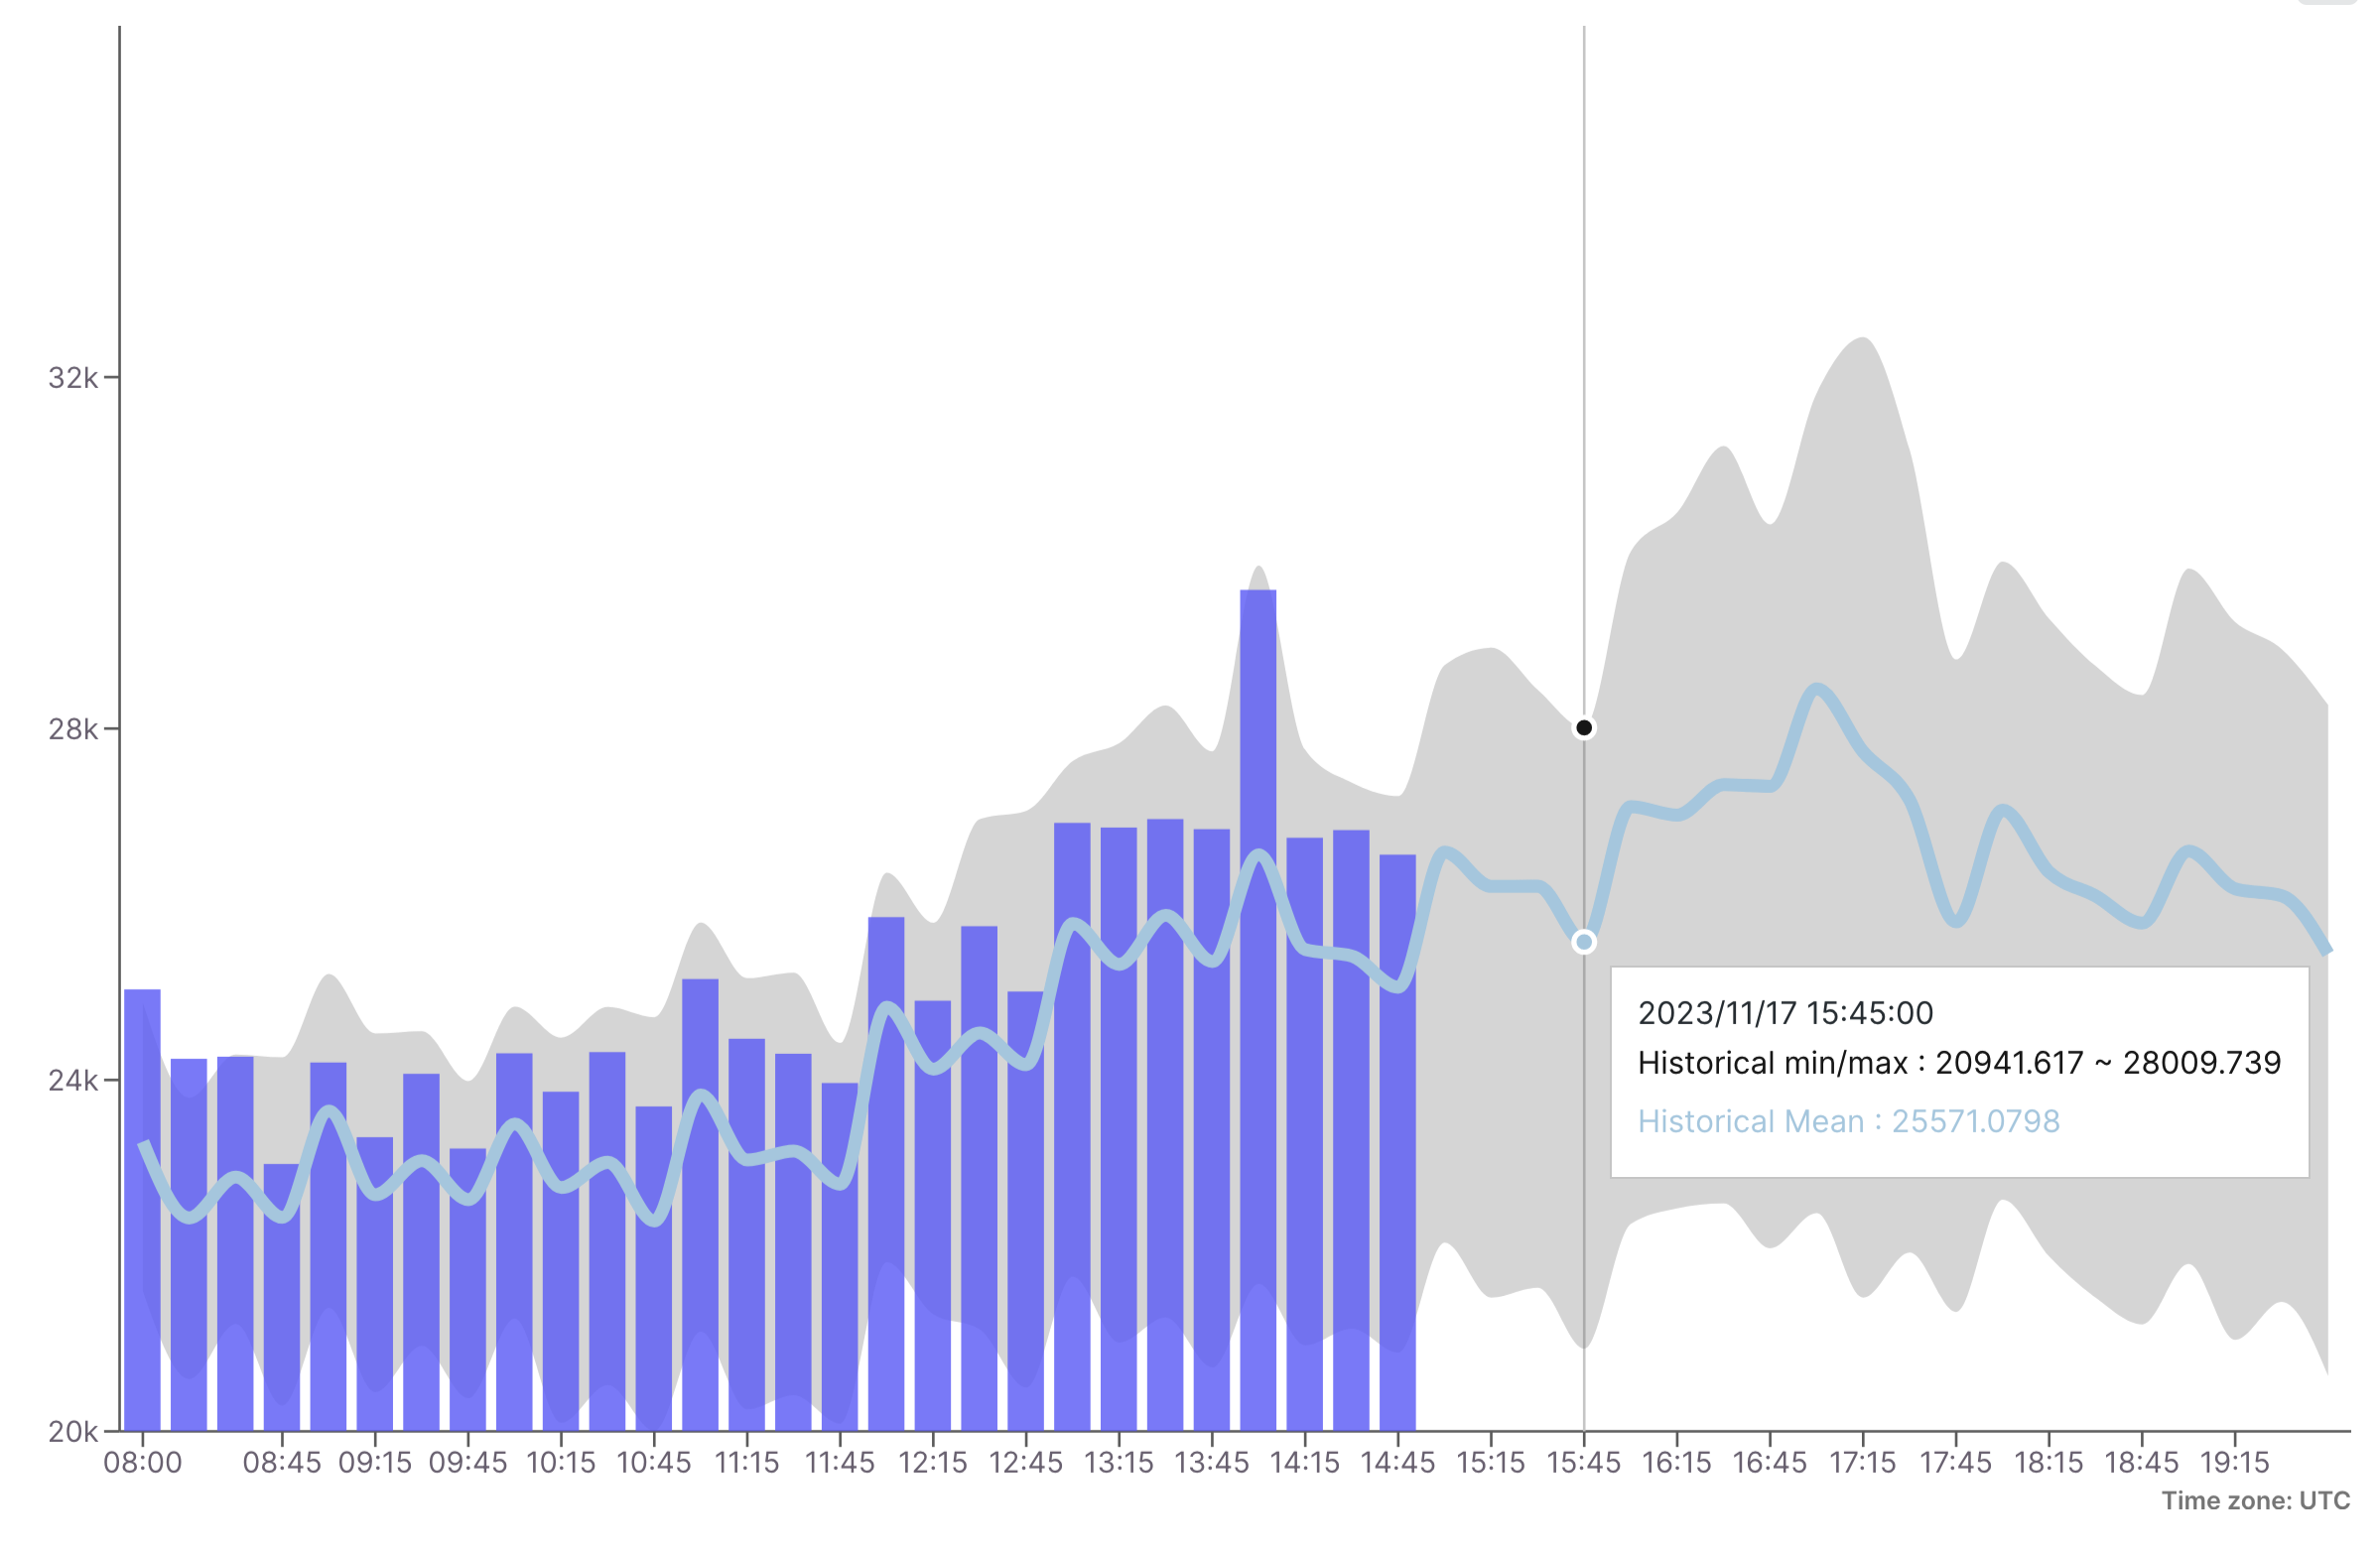 32k
28k
24k
20k
2023/11/17 15:45:00
Historical min/max : 20941.617 ~ 28009.739
Historical Mean : 25571.0798
08:00 08:45 09:15 09:45 10:15 10:45 11:15 11:45 12:15 12:45 13:15 13:45 14:15 14:45 15:15 15:45 16:15 16:45 17:15 17:45 18:15 18:45 19:15
Time zone: UTC